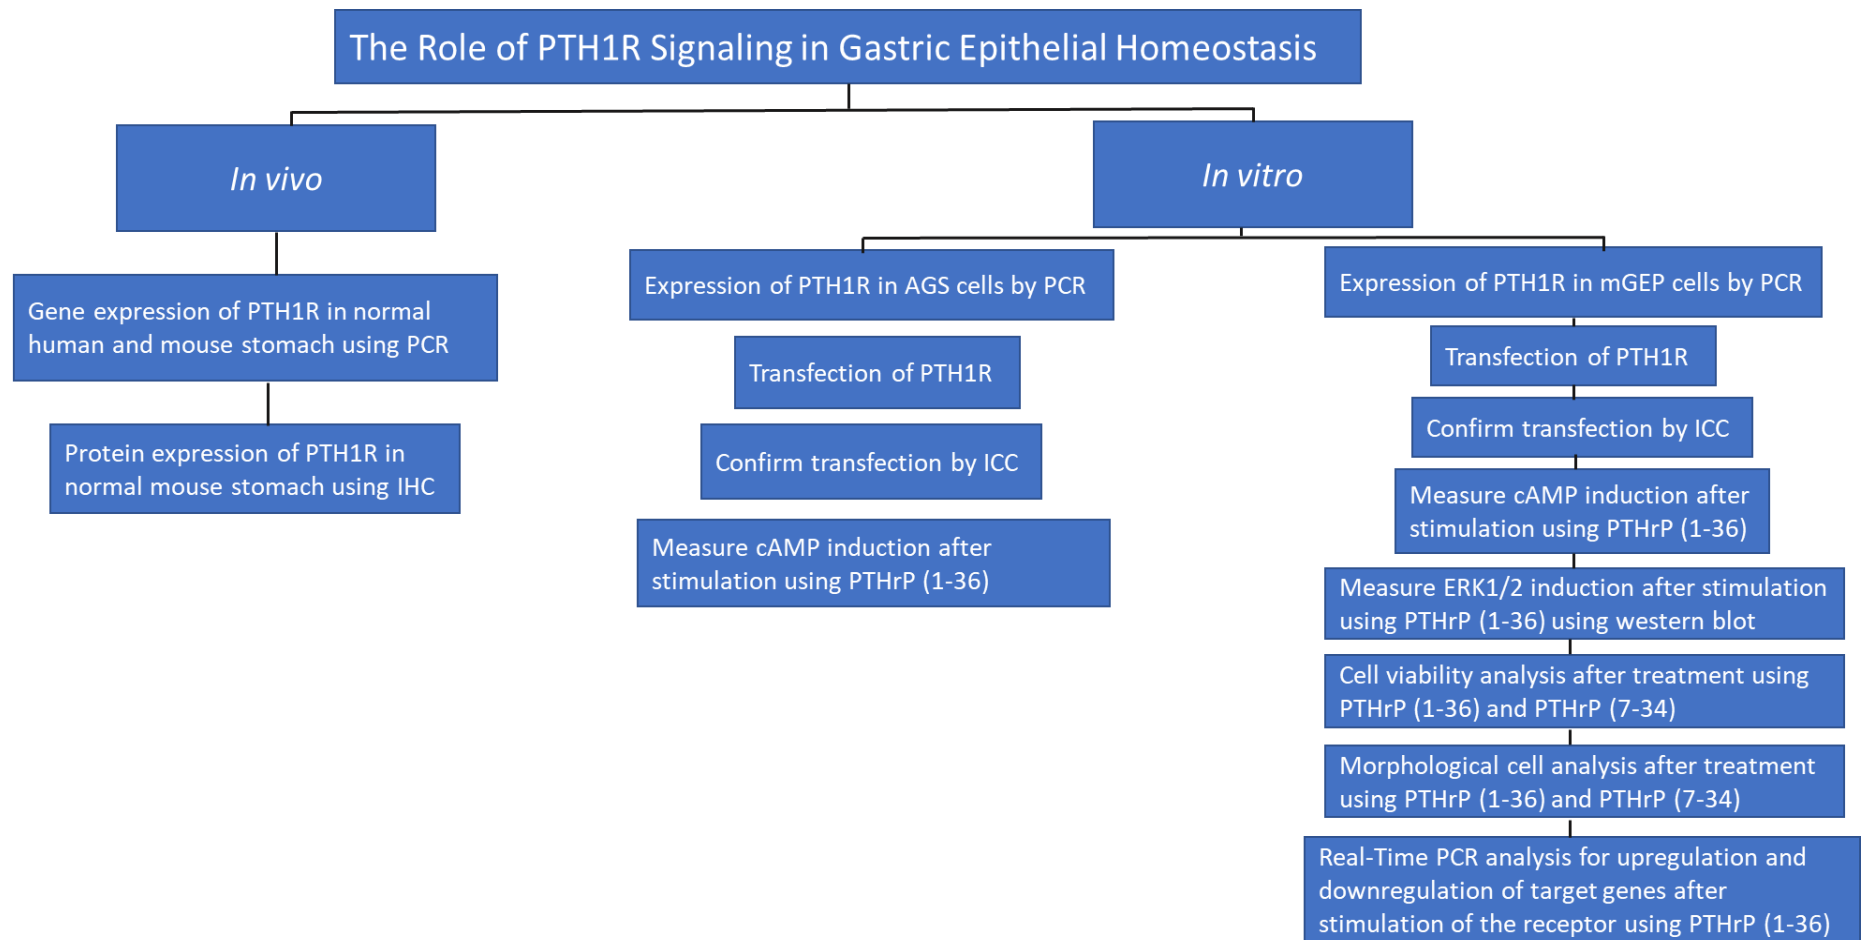 The Role of PTH1R Signaling in Gastric Epithelial Homeostasis
In vivo
Gene expression of PTH1R in normal
human and mouse stomach using PCR
Protein expression of PTH1R in
normal mouse stomach using IHC
In vitro
Expression of PTH1R in AGS cells by PCR
Transfection of PTH1R
Confirm transfection by ICC
Measure cAMP induction after
stimulation using PTHrP (1-36)
Expression of PTH1R in mGEP cells by PCR
Transfection of PTH1R
Confirm transfection by ICC
Measure cAMP induction after
stimulation using PTHrP (1-36)
Measure ERK1/2 induction after stimulation
using PTHrP (1-36) using western blot
Cell viability analysis after treatment using
PTHrP (1-36) and PTHrP (7-34)
Morphological cell analysis after treatment
using PTHrP (1-36) and PTHrP (7-34)
Real-Time PCR analysis for upregulation and
downregulation of target genes after
stimulation of the receptor using PTHrP (1-36)